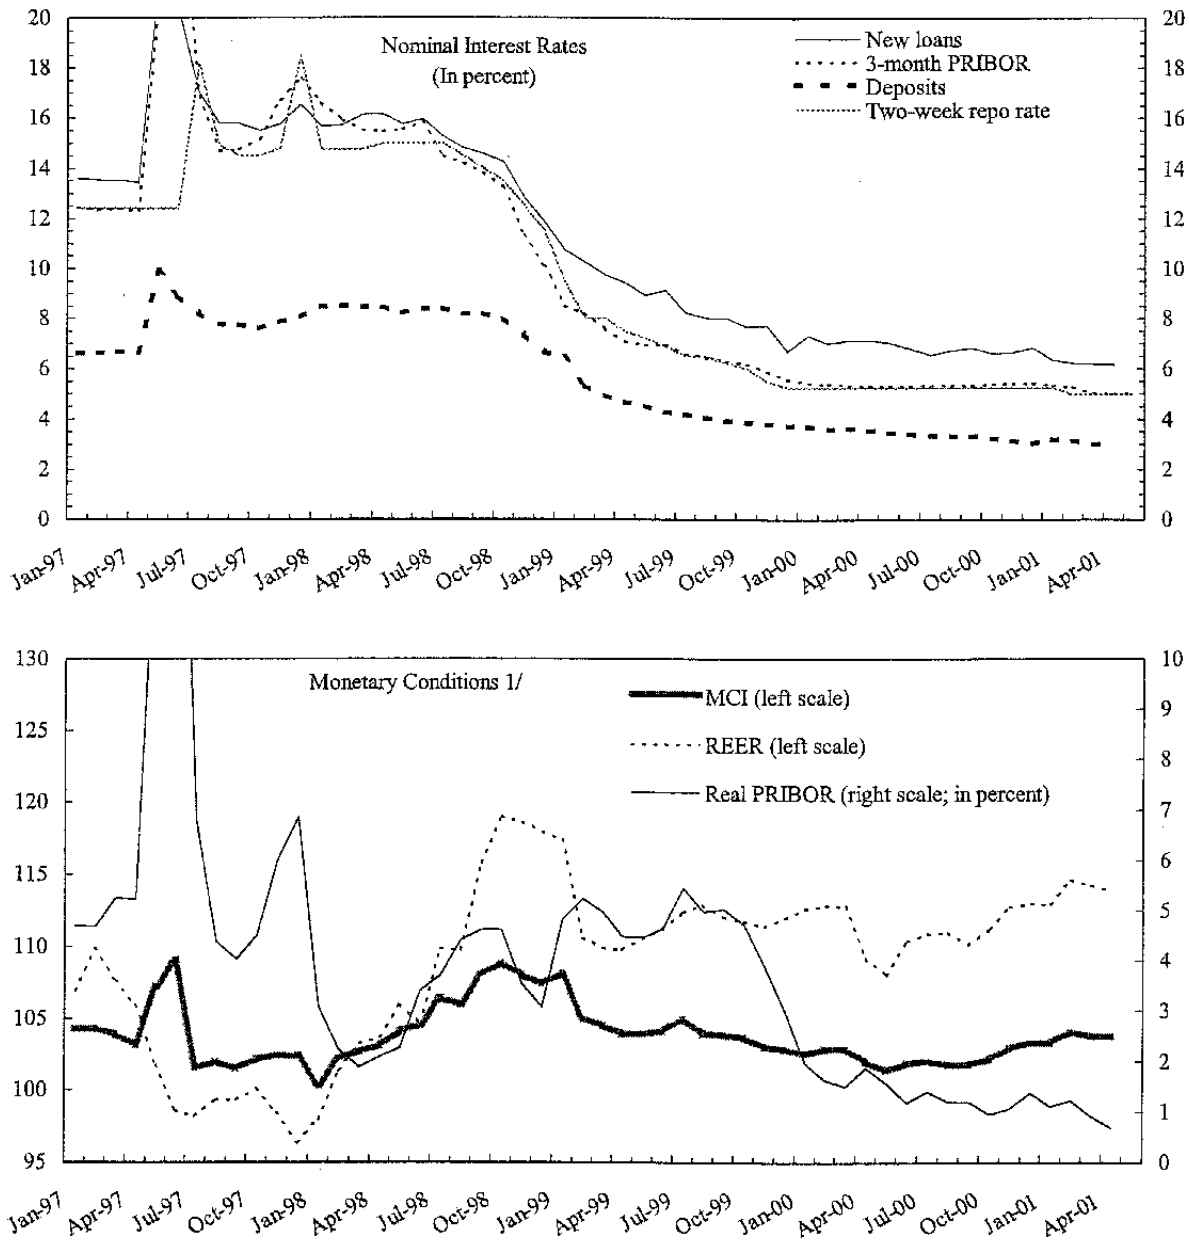 Nominal Interest Rates
(In percent)
New loans
3-month PRIBOR
Deposits
Two-week repo rate
20
18
16
14
12
10
8
6
4
2
0
20
18
16
14
12
10
8
6
4
2
0
Jan-97
Apr-97
Jul-97
Oct-97
Jan-98
Apr-98
Jul-98
Oct-98
Jan-99
Apr-99
Jul-99
Oct-99
Jan-00
Apr-00
Jul-00
Oct-00
Jan-01
Apr-01
Monetary Conditions 1/
MCI (left scale)
REER (left scale)
Real PRIBOR (right scale; in percent)
130
125
120
115
110
105
100
95
10
9
8
7
6
5
4
3
2
1
0
Jan-97
Apr-97
Jul-97
Oct-97
Jan-98
Apr-98
Jul-98
Oct-98
Jan-99
Apr-99
Jul-99
Oct-99
Jan-00
Apr-00
Jul-00
Oct-00
Jan-01
Apr-01